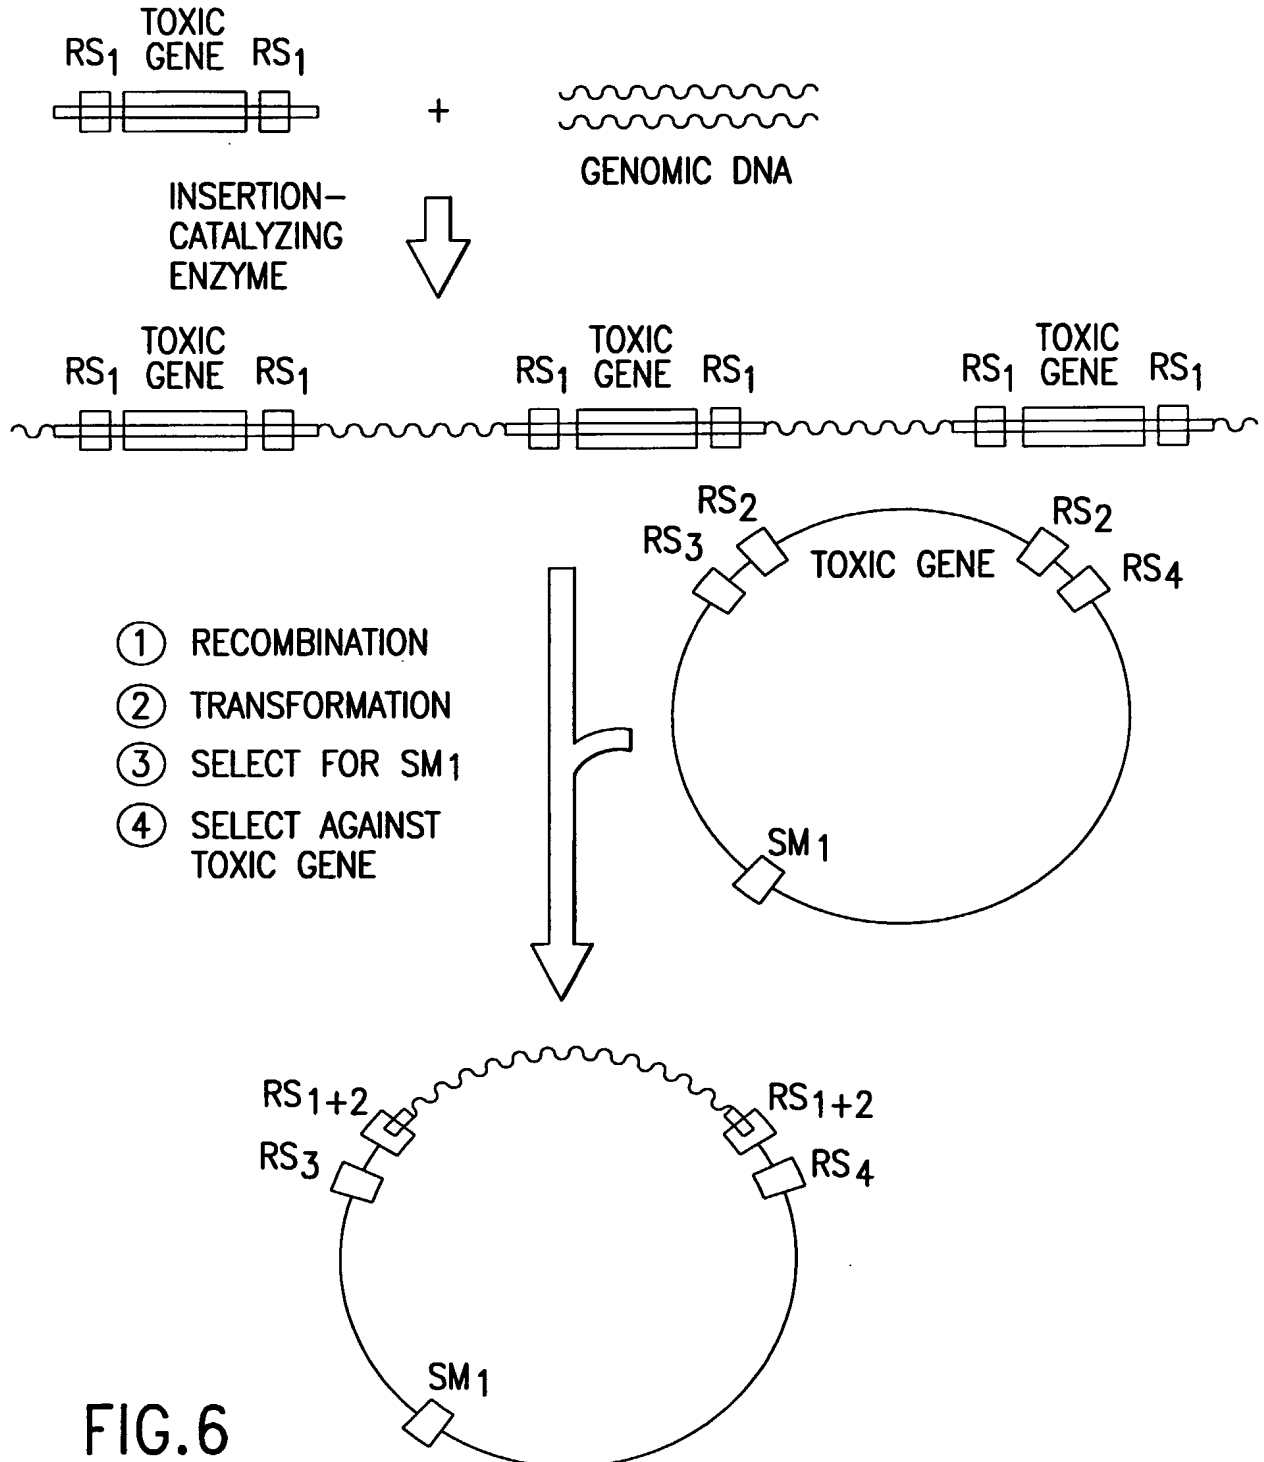 TOXIC
RS1 GENE RS1
+
GENOMIC DNA
INSERTION–
CATALYZING
ENZYME
TOXIC TOXIC TOXIC
RS1 GENE RS1 RS1 GENE RS1 RS1 GENE RS1
RS2 RS2
RS3 TOXIC GENE RS4
1 RECOMBINATION
2 TRANSFORMATION
3 SELECT FOR SM1
4 SELECT AGAINST
TOXIC GENE
SM1
RS1+2 RS1+2
RS3 RS4
SM1
FIG.6